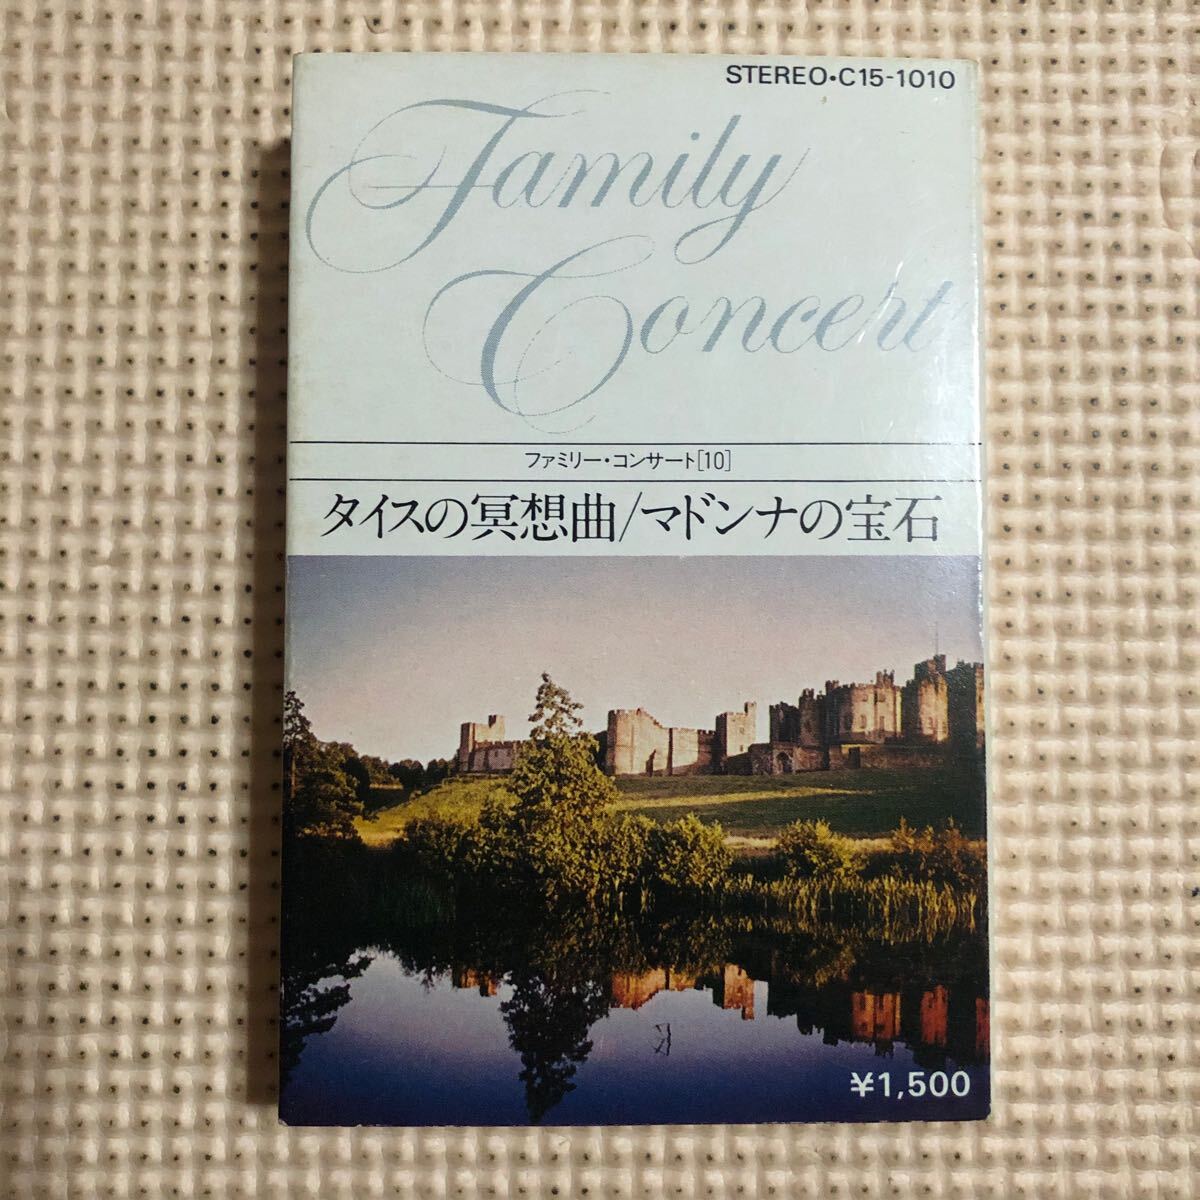 STEREO・C15-1010
Family
Concert
ファミリー・コンサート[10]
タイスの冥想曲/マドンナの宝石
¥1,500